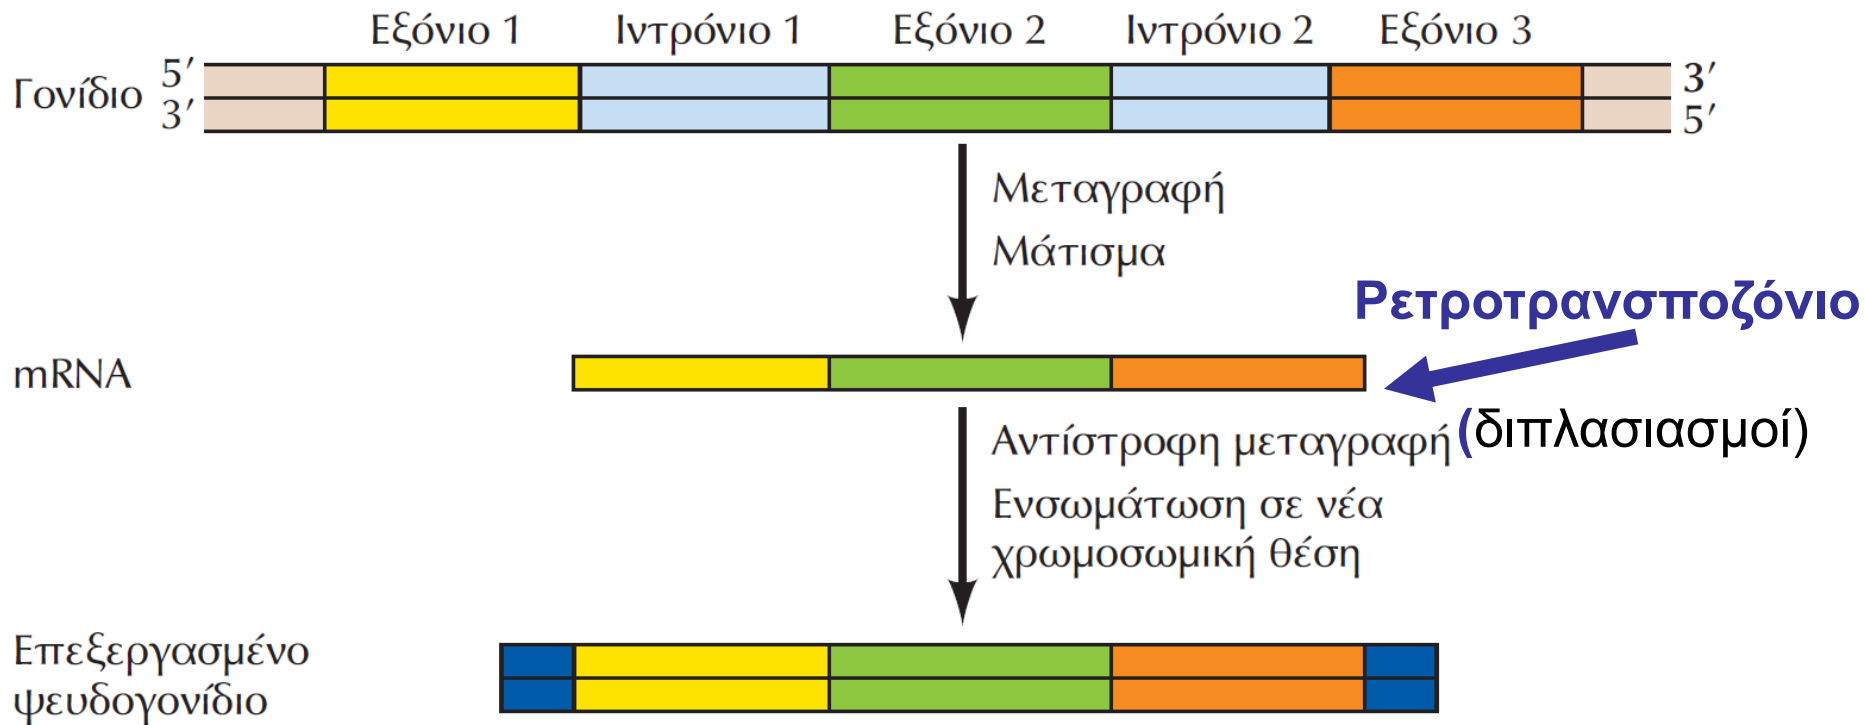 Εξόνιο 1 Ιντρόνιο 1 Εξόνιο 2 Ιντρόνιο 2 Εξόνιο 3
Γονίδιο 5′ 3′
3′ 5′
Μεταγραφή
Μάτισμα
Ρετροτρανσποζόνιο
mRNA
Αντίστροφη μεταγραφή (διπλασιασμοί)
Ενσωμάτωση σε νέα
χρωμοσωμική θέση
Επεξεργασμένο
ψευδογονίδιο